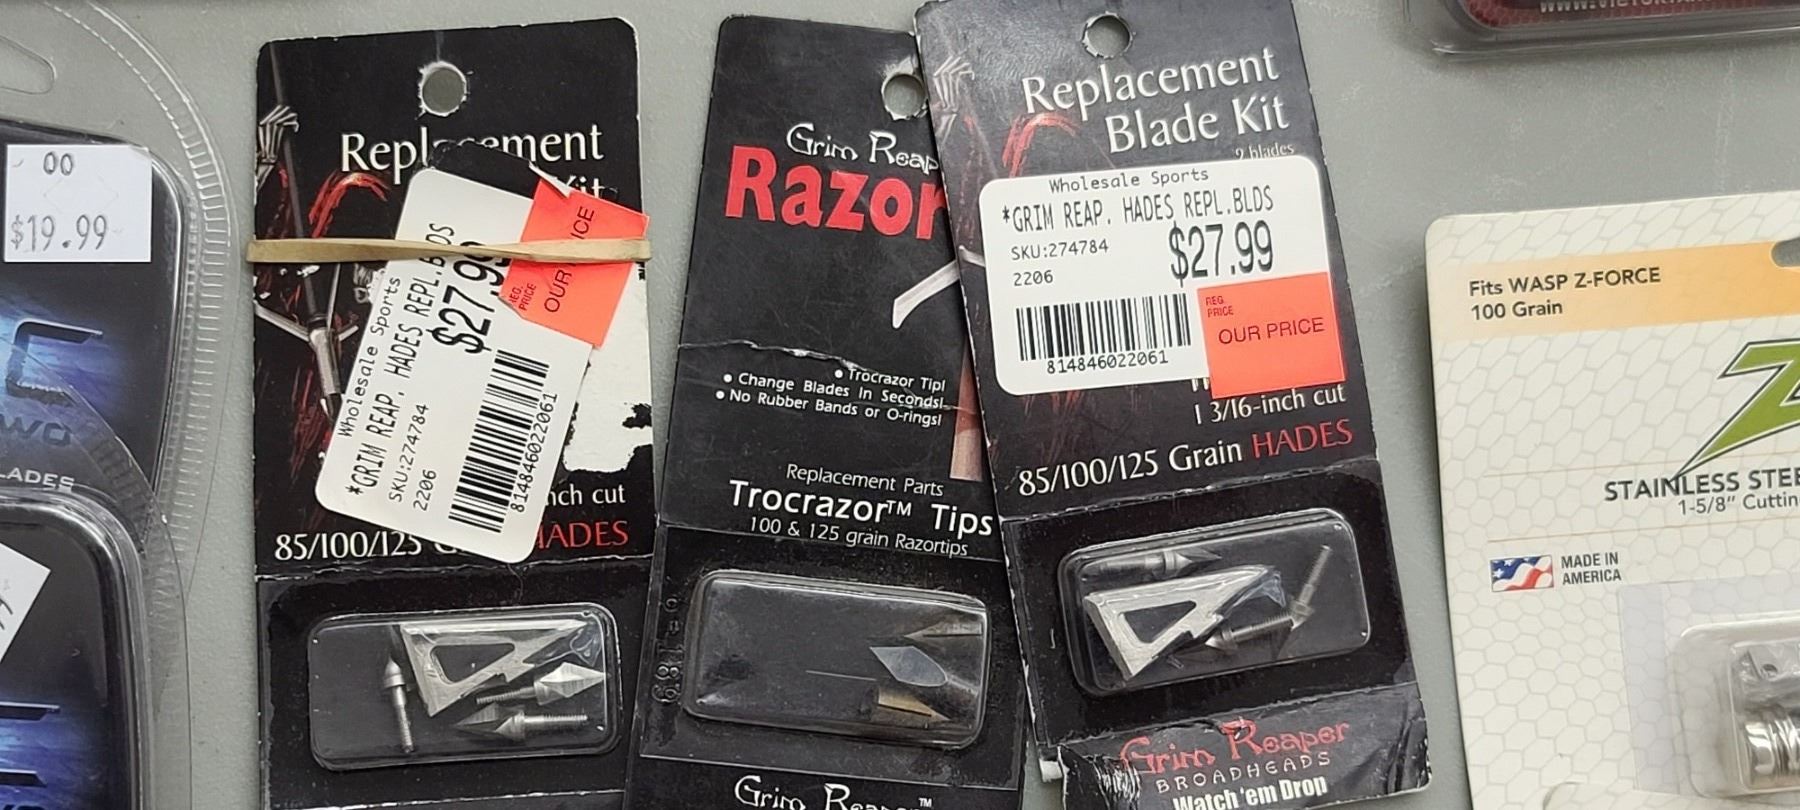 00
$19.99
Replacement
Kit
Wholesale Sports
*GRIM REAP. HADES REPL.BLDS
$27.99
SKU:274784
2206
814846022061
REG.
PRICE
OUR PRICE
inch cut
85/100/125 HADES
Grim Reap
Razor
• Trocrazor Tip!
• Change Blades In Seconds!
• No Rubber Bands or O-rings!
Replacement Parts
Trocrazor™ Tips
100 & 125 grain Razortips
Grim Reaper™
Replacement
Blade Kit
2 blades
Wholesale Sports
*GRIM REAP. HADES REPL.BLDS
SKU:274784
$27.99
2206
814846022061
REG.
PRICE
OUR PRICE
1 3/16-inch cut
85/100/125 Grain HADES
Grim Reaper
BROADHEADS
Watch 'em Drop
Fits WASP Z-FORCE
100 Grain
Z
STAINLESS STEE
1-5/8" Cuttin
MADE IN
AMERICA